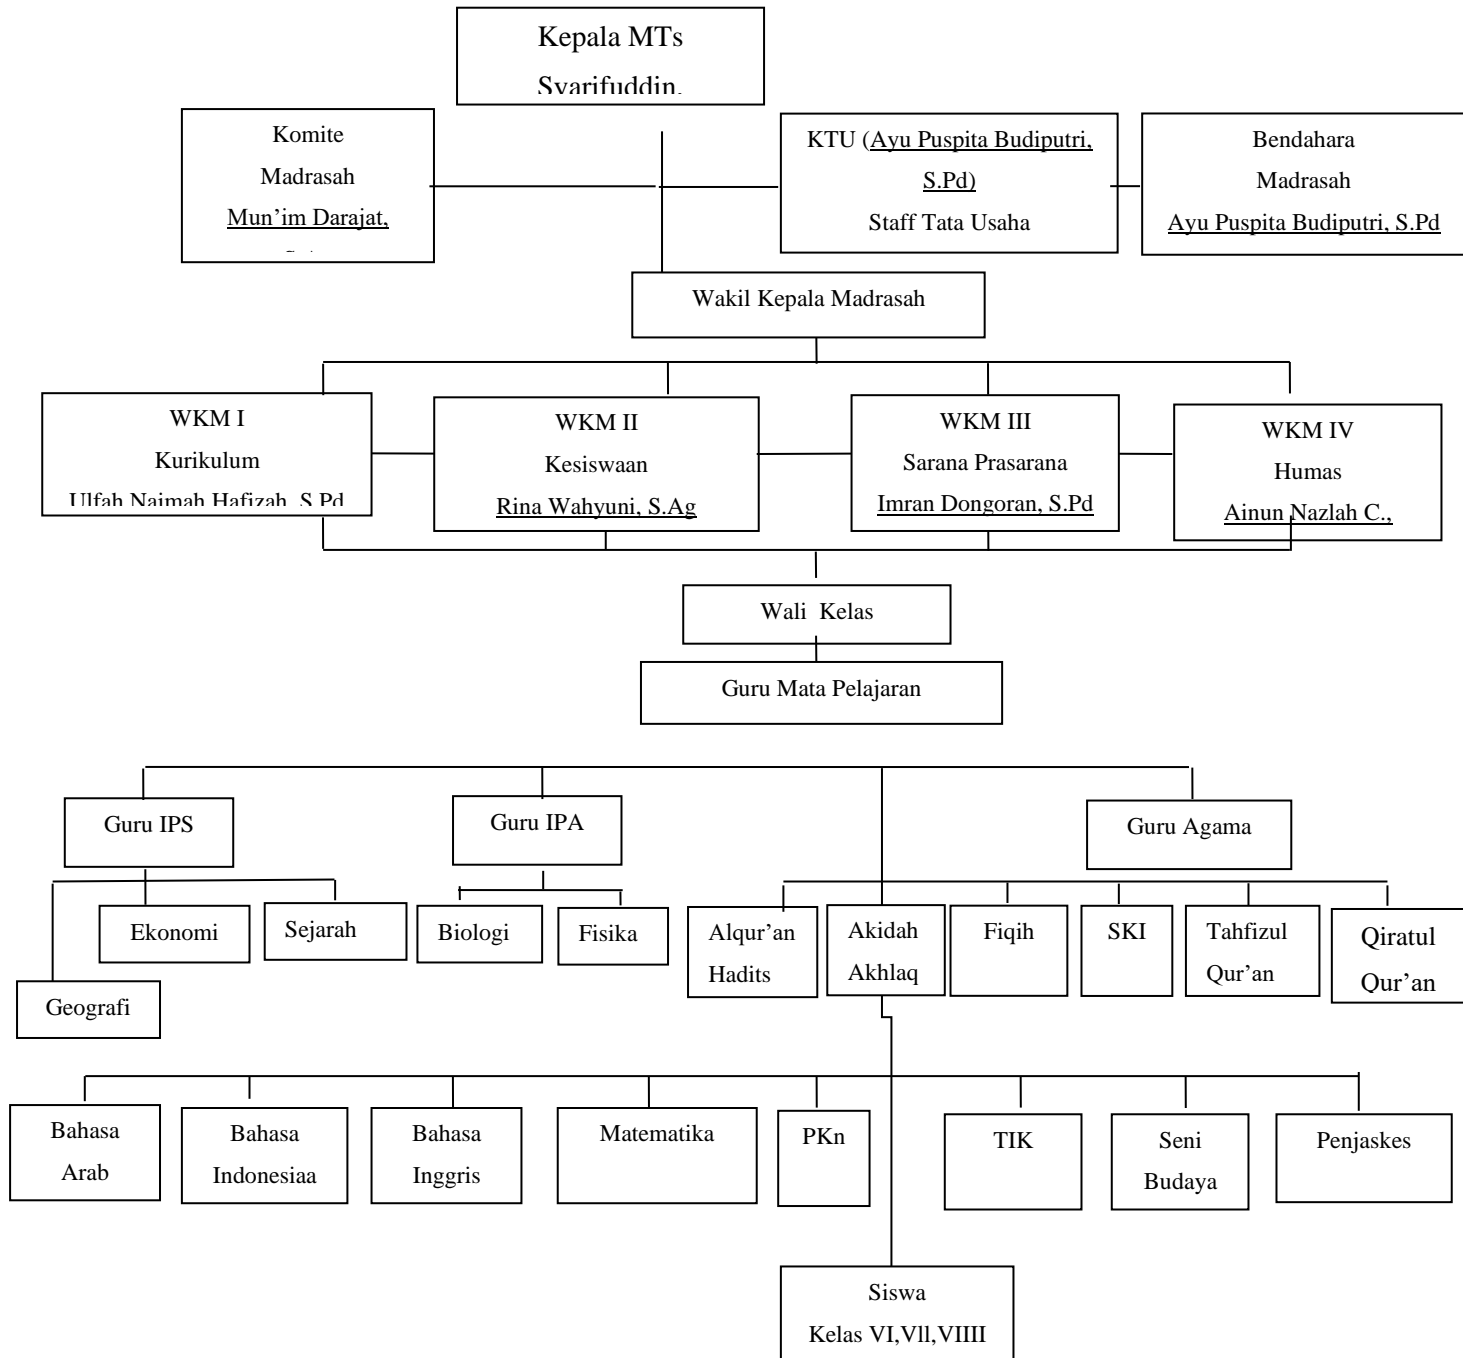 Kepala MTs
Syarifuddin,
Komite
Madrasah
Mun’im Darajat,
KTU (Ayu Puspita Budiputri,
S.Pd)
Staff Tata Usaha
Bendahara
Madrasah
Ayu Puspita Budiputri, S.Pd
Wakil Kepala Madrasah
WKM I
Kurikulum
Ulfah Naimah Hafizah, S.Pd
WKM II
Kesiswaan
Rina Wahyuni, S.Ag
WKM III
Sarana Prasarana
Imran Dongoran, S.Pd
WKM IV
Humas
Ainun Nazlah C.,
Wali  Kelas
Guru Mata Pelajaran
Guru IPS
Guru IPA
Guru Agama
Ekonomi
Sejarah
Biologi
Fisika
Alqur’an
Hadits
Akidah
Akhlaq
Fiqih
SKI
Tahfizul
Qur’an
Qiratul
Qur’an
Geografi
Bahasa
Arab
Bahasa
Indonesiaa
Bahasa
Inggris
Matematika
PKn
TIK
Seni
Budaya
Penjaskes
Siswa
Kelas VI,Vll,VIIII